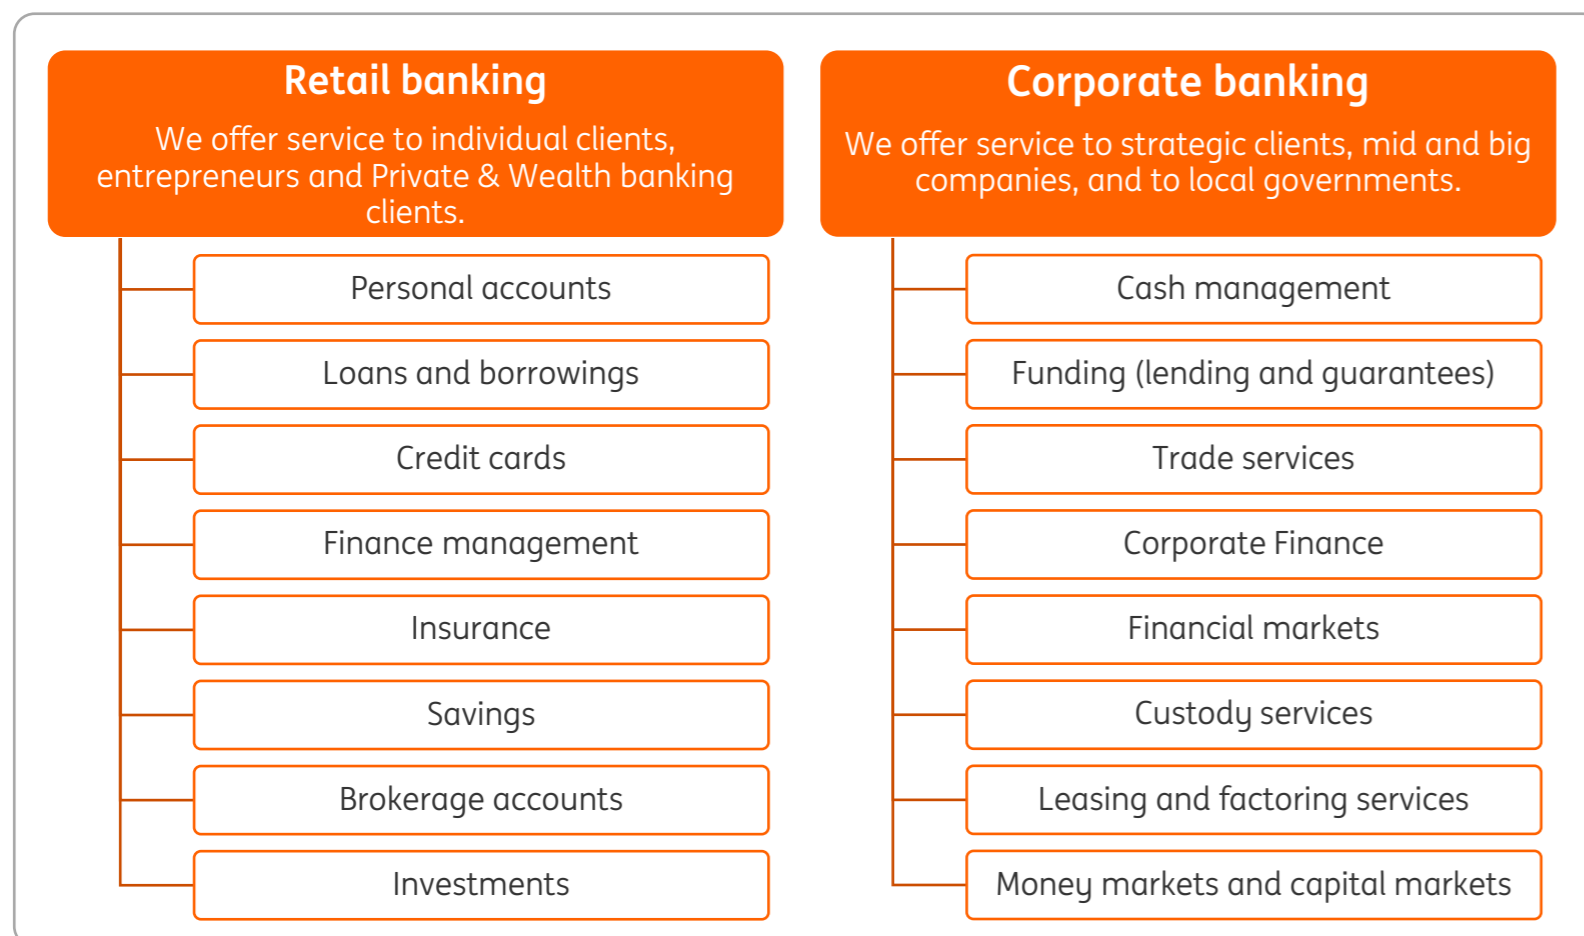 Retail banking
We offer service to individual clients,
entrepreneurs and Private & Wealth banking
clients.
Personal accounts
Loans and borrowings
Credit cards
Finance management
Insurance
Savings
Brokerage accounts
Investments
Corporate banking
We offer service to strategic clients, mid and big
companies, and to local governments.
Cash management
Funding (lending and guarantees)
Trade services
Corporate Finance
Financial markets
Custody services
Leasing and factoring services
Money markets and capital markets